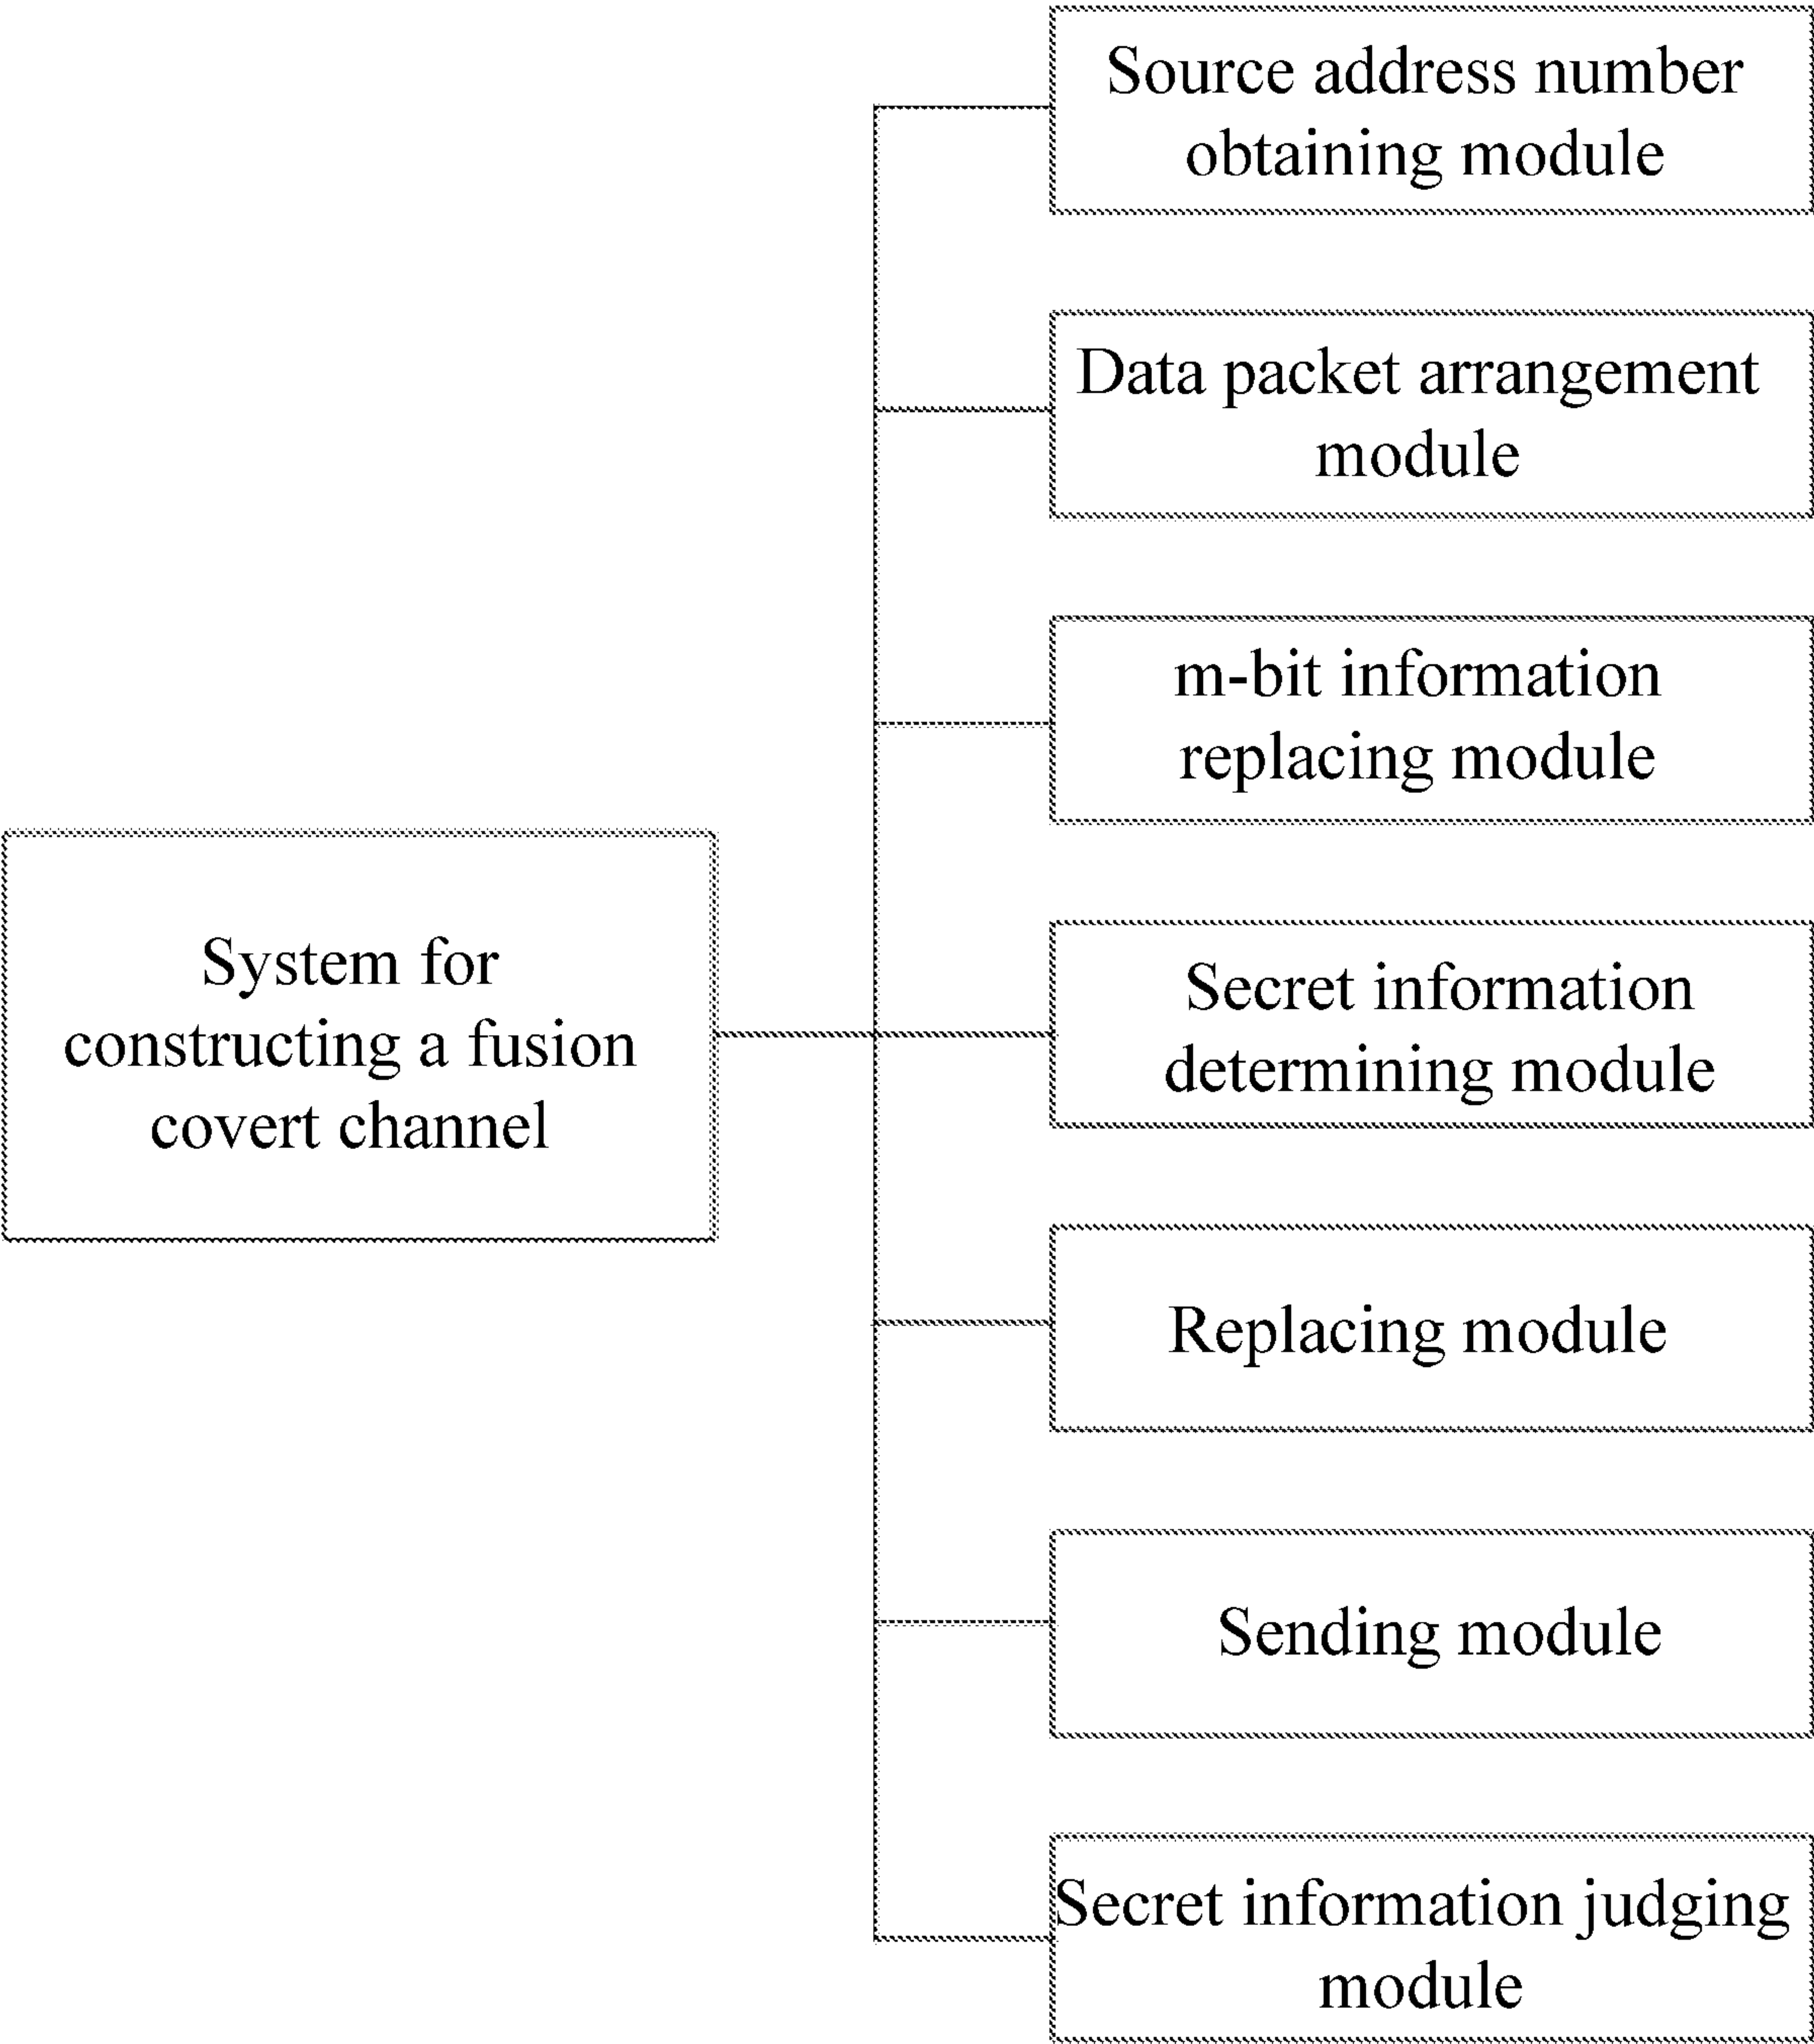 Source address number
obtaining module
Data packet arrangement
module
m-bit information
replacing module
System for
constructing a fusion
covert channel
Secret information
determining module
Replacing module
Sending module
Secret information judging
module